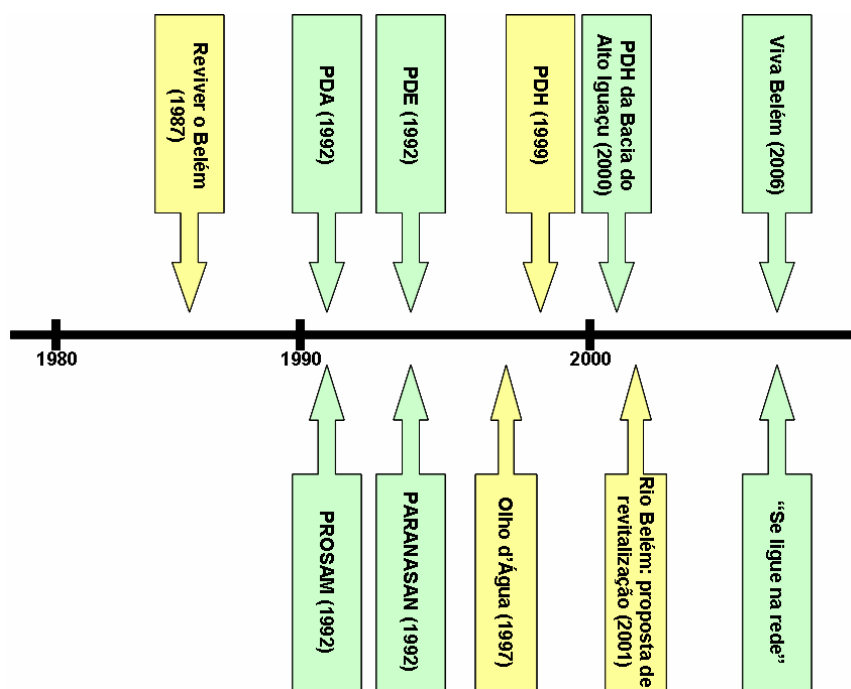 Reviver o Belém
(1987)
PDA (1992)
PDE (1992)
PDH (1999)
PDH da Bacia do
Alto Iguaçu (2000)
Viva Belém (2006)
1980
1990
2000
PROSAM (1992)
PARANASAN (1992)
Olho d’Água (1997)
Rio Belém: proposta de
revitalização (2001)
“Se ligue na rede”